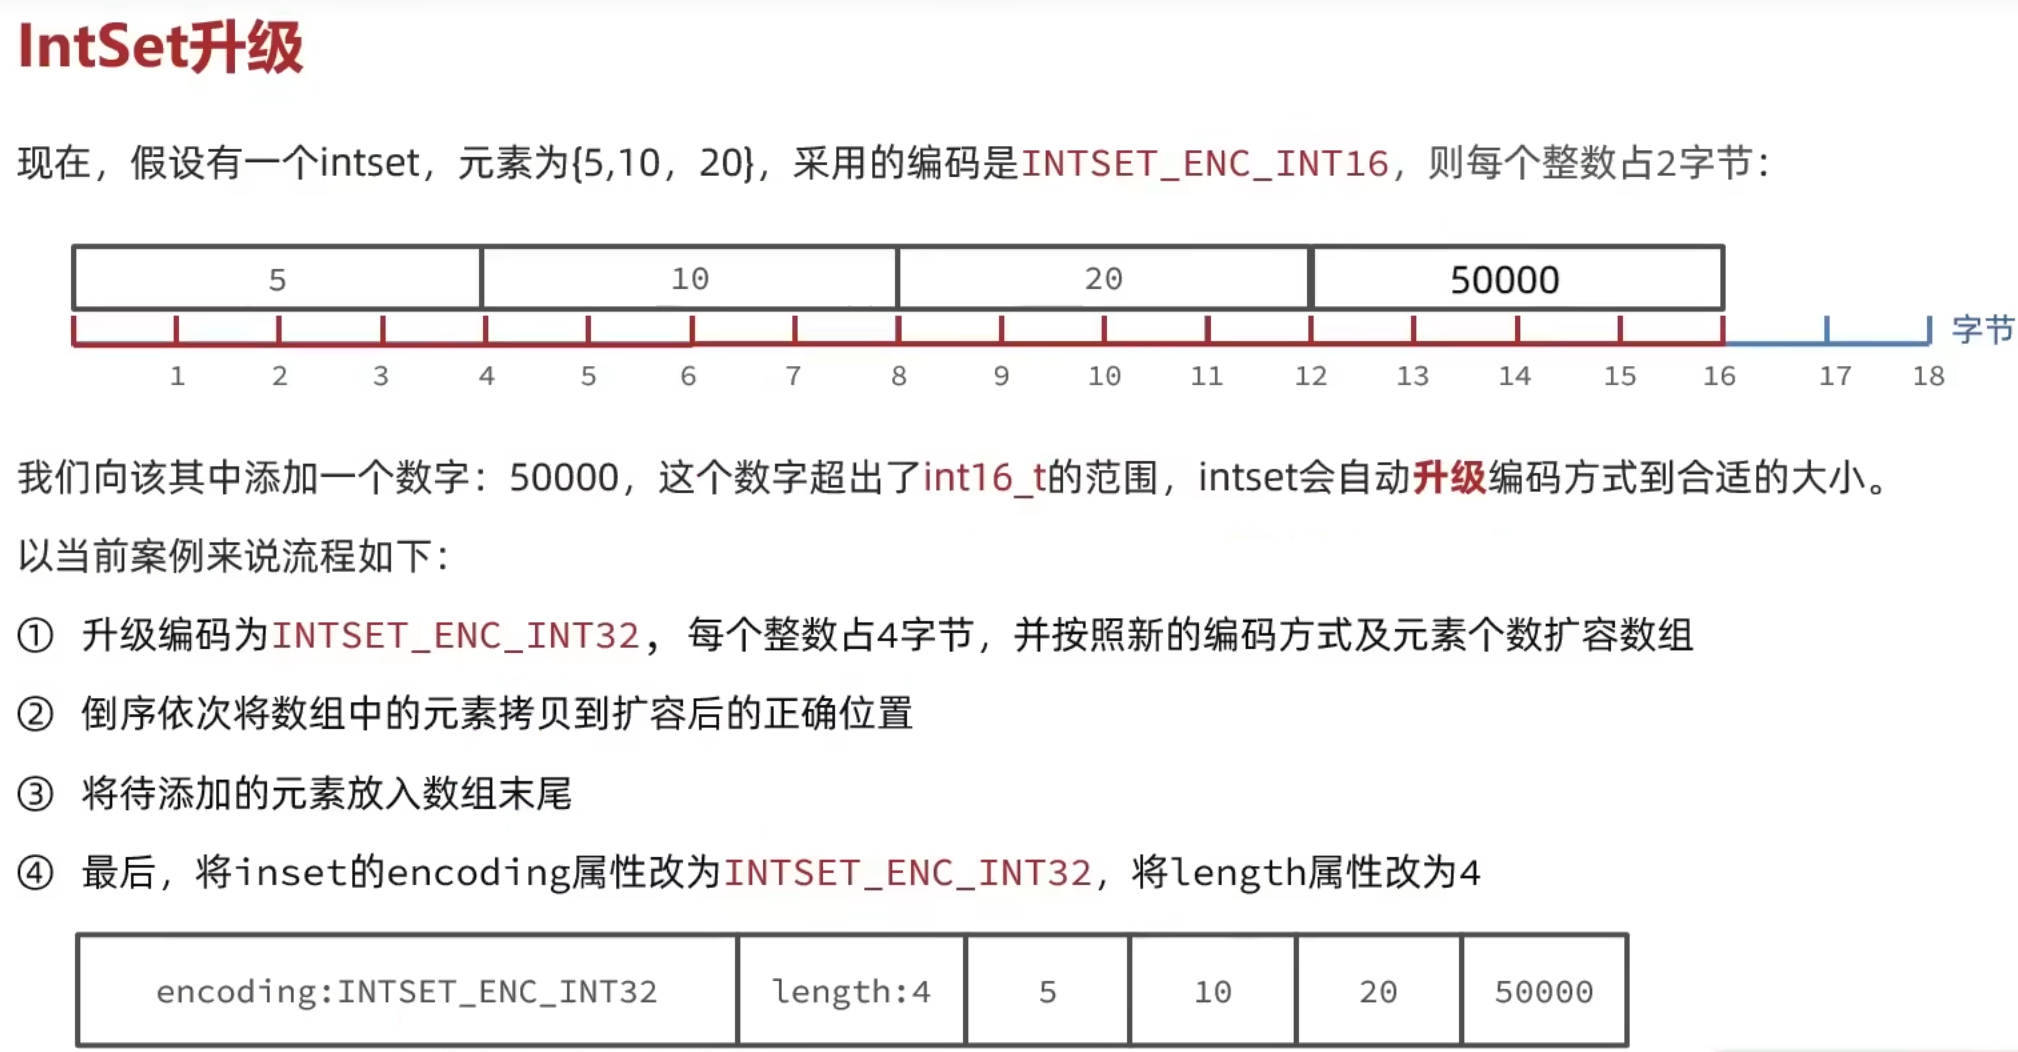 IntSet升级
现在，假设有一个intset，元素为{5,10，20}，采用的编码是INTSET_ENC_INT16，则每个整数占2字节：
5 10 20 50000
字节
1 2 3 4 5 6 7 8 9 10 11 12 13 14 15 16 17 18
我们向该其中添加一个数字：50000，这个数字超出了int16_t的范围，intset会自动升级编码方式到合适的大小。
以当前案例来说流程如下：
① 升级编码为INTSET_ENC_INT32，每个整数占4字节，并按照新的编码方式及元素个数扩容数组
② 倒序依次将数组中的元素拷贝到扩容后的正确位置
③ 将待添加的元素放入数组末尾
④ 最后，将inset的encoding属性改为INTSET_ENC_INT32，将length属性改为4
encoding:INTSET_ENC_INT32 length:4 5 10 20 50000